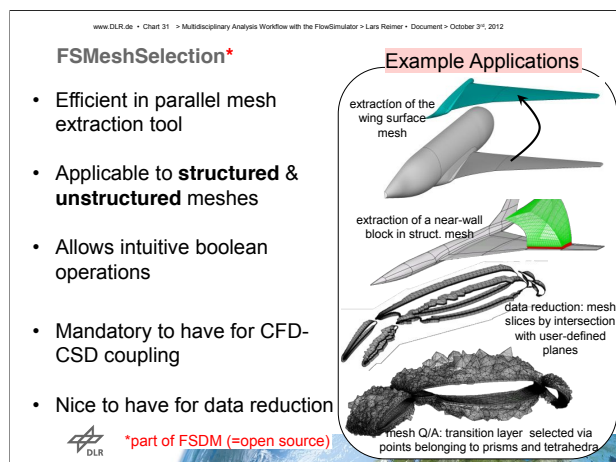 www.DLR.de • Chart 31 > Multidisciplinary Analysis Workflow with the FlowSimulator > Lars Reimer • Document > October 3rd, 2012
FSMeshSelection*
• Efficient in parallel mesh
extraction tool
• Applicable to structured &
unstructured meshes
• Allows intuitive boolean
operations
• Mandatory to have for CFD-
CSD coupling
• Nice to have for data reduction
DLR
*part of FSDM (=open source)
Example Applications
extraction of the
wing surface
mesh
extraction of a near-wall
block in struct. mesh
data reduction: mesh
slices by intersection
with user-defined
planes
mesh Q/A: transition layer selected via
points belonging to prisms and tetrahedra